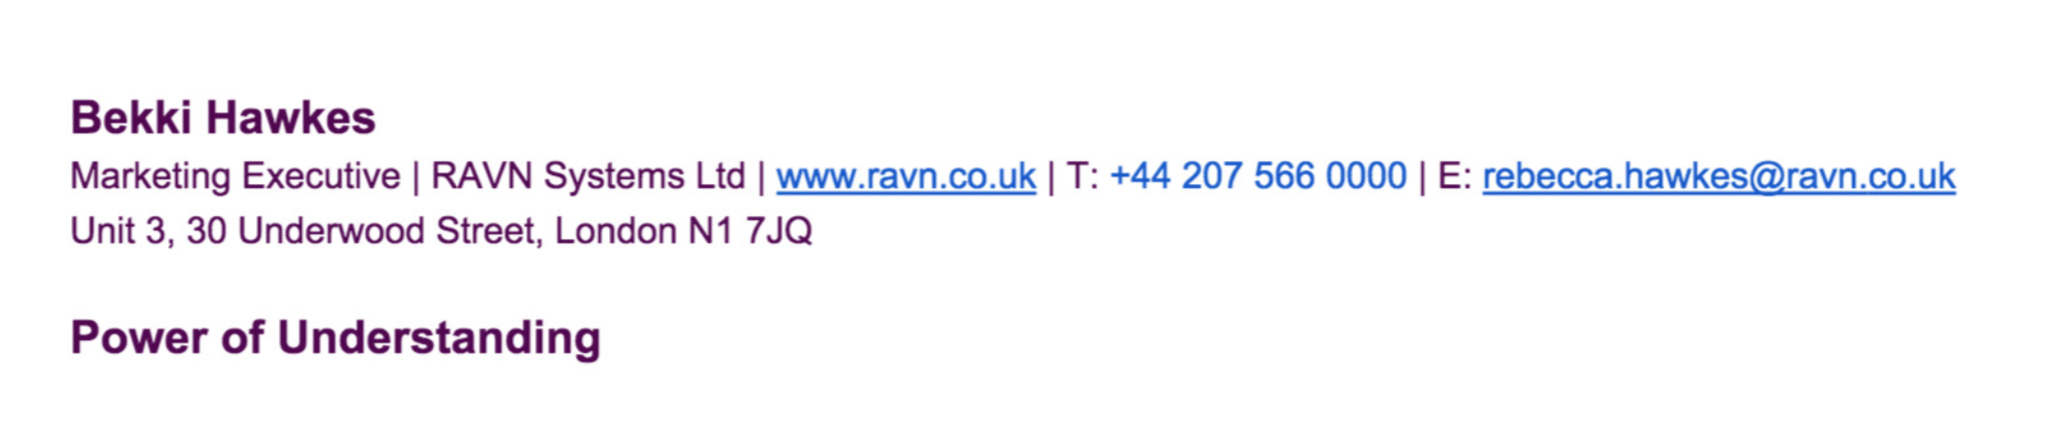 Bekki Hawkes
Marketing Executive | RAVN Systems Ltd | www.ravn.co.uk | T: +44 207 566 0000 | E: rebecca.hawkes@ravn.co.uk
Unit 3, 30 Underwood Street, London N1 7JQ
Power of Understanding